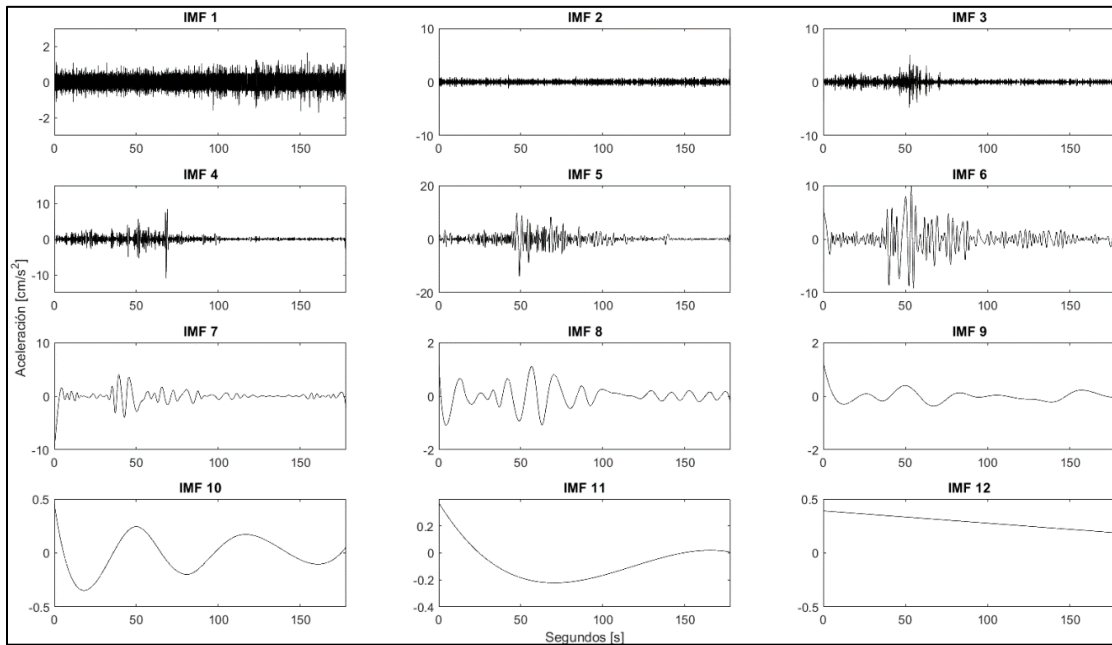 IMF 1 IMF 2 IMF 3
2 10 10
0 0 0
-2 -10 -10
0 50 100 150 0 50 100 150 0 50 100 150
IMF 4 IMF 5 IMF 6
10 20 10
0 0 0
-10 -20 -10
-15
0 50 100 150 0 50 100 150 0 50 100 150
Aceleración [cm/s²]
IMF 7 IMF 8 IMF 9
10 2 2
0 0 0
-10 -2 -2
0 50 100 150 0 50 100 150 0 50 100 150
IMF 10 IMF 11 IMF 12
0.5 0.2 0.5
0 0 0
-0.2
-0.5 -0.4 -0.5
0 50 100 150 0 50 100 150 0 50 100 150
Segundos [s]